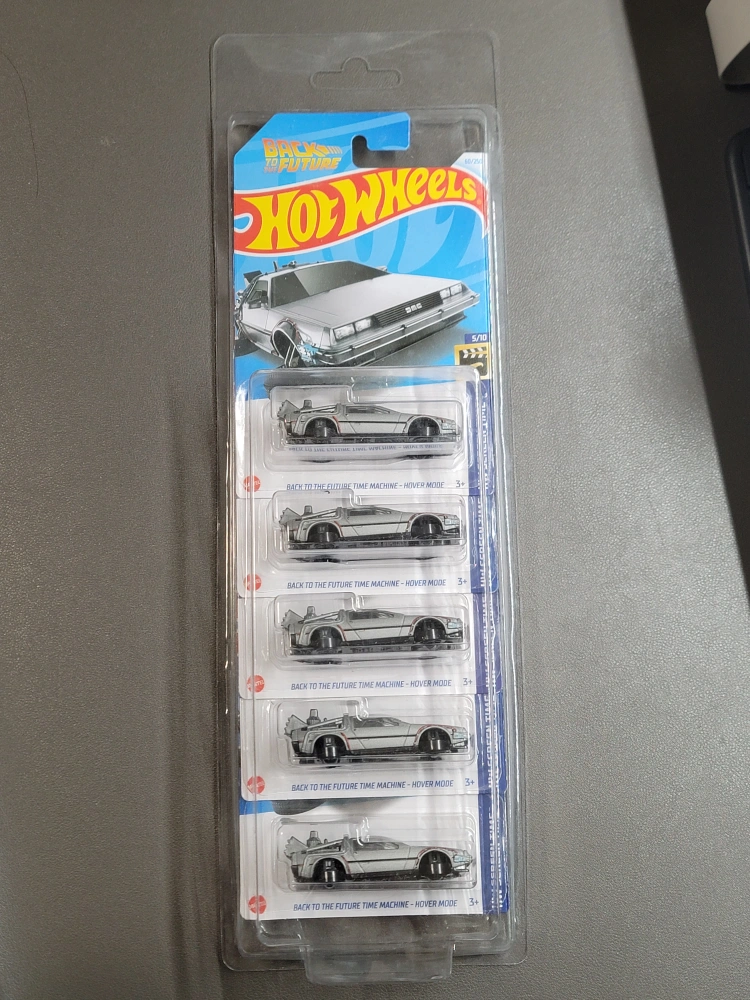 BACK
TO THE
FUTURE
HOT WHEELS
DMC
5/10
BACK TO THE FUTURE TIME MACHINE - HOVER MODE 3+
BACK TO THE FUTURE TIME MACHINE - HOVER MODE 3+
BACK TO THE FUTURE TIME MACHINE - HOVER MODE 3+
BACK TO THE FUTURE TIME MACHINE - HOVER MODE 3+
BACK TO THE FUTURE TIME MACHINE - HOVER MODE 3+